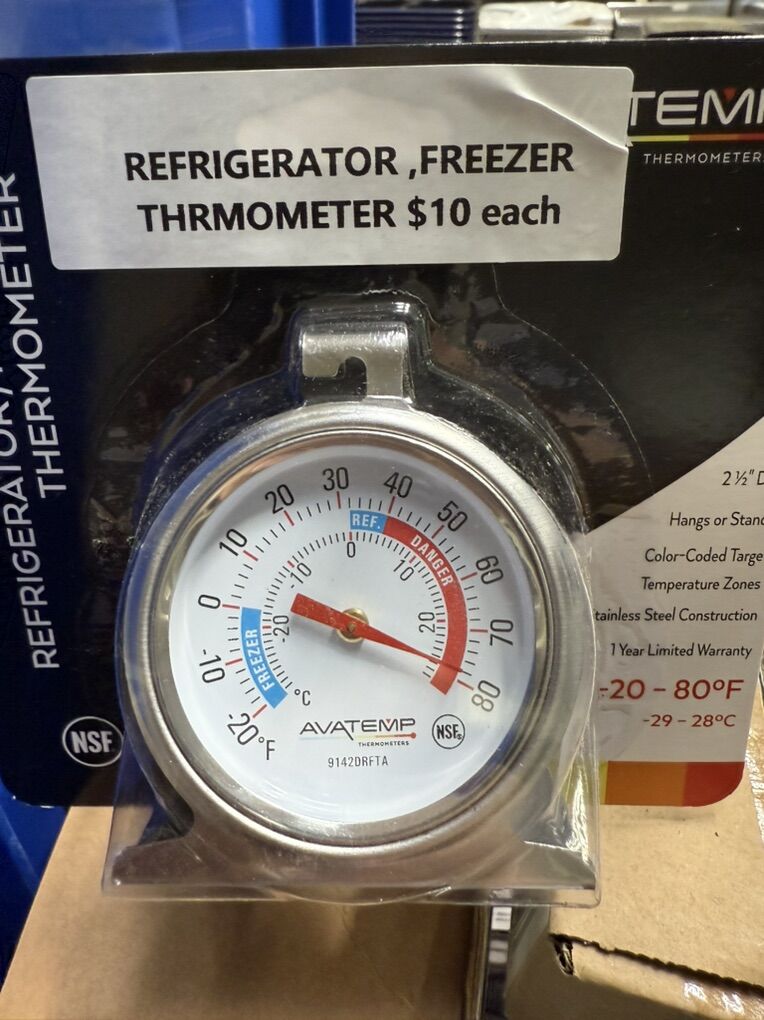 REFRIGERATOR ,FREEZER
THRMOMETER $10 each
TEMP
THERMOMETER
REFRIGERATOR/
THERMOMETER
2 ½"
Hangs or Stand
Color-Coded Targe
Temperature Zones
tainless Steel Construction
1 Year Limited Warranty
-20 – 80°F
-29 – 28°C
NSF
-20 -10 0 10 20 30 40 50 60 70 80
°F
REF.
DANGER
FREEZER
-20 -10 0 10 20
°C
AVATEMP
THERMOMETERS
NSF®
9142DRFTA